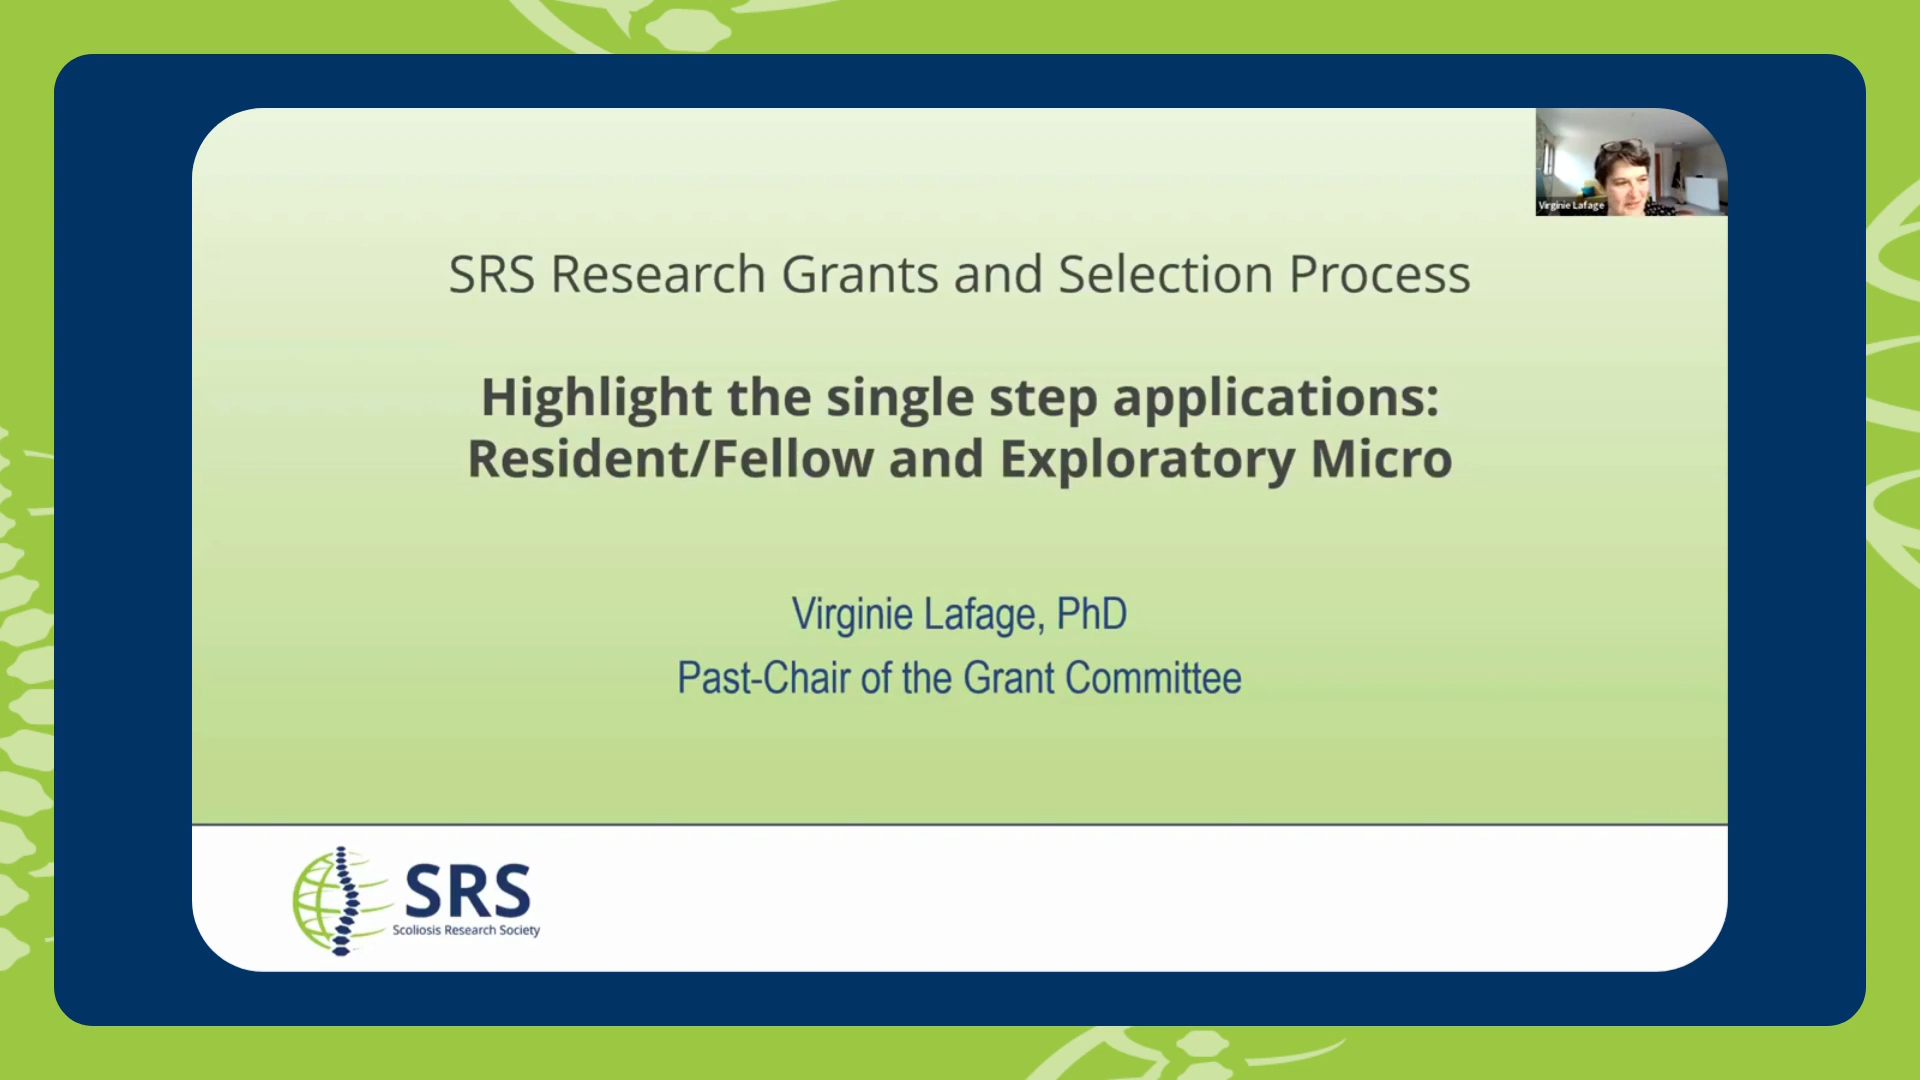 Virginie Lafage
SRS Research Grants and Selection Process
Highlight the single step applications:
Resident/Fellow and Exploratory Micro
Virginie Lafage, PhD
Past-Chair of the Grant Committee
SRS
Scoliosis Research Society